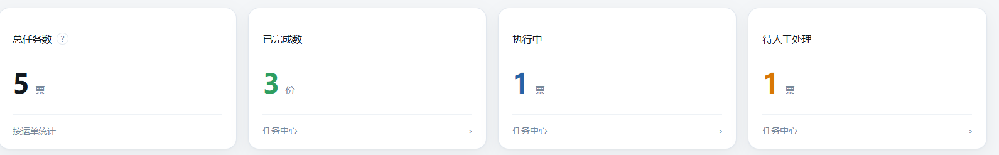 总任务数 ?
5 票
按运单统计
已完成数
3 份
任务中心 ›
执行中
1 票
任务中心 ›
待人工处理
1 票
任务中心 ›